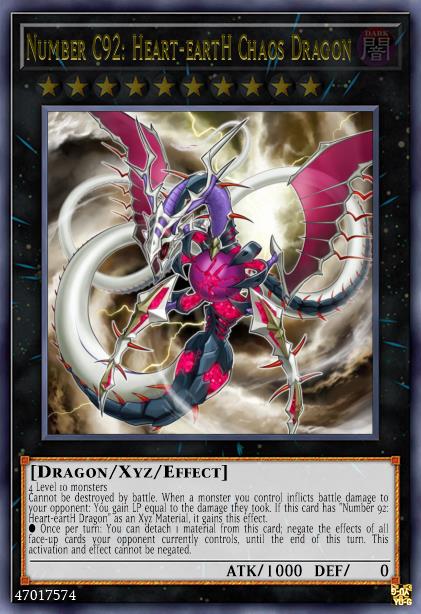 Number C92: Heart-eartH Chaos Dragon
DARK
闇
[Dragon/Xyz/Effect]
4 Level 10 monsters
Cannot be destroyed by battle. When a monster you control inflicts battle damage to
your opponent: You gain LP equal to the damage they took. If this card has "Number 92:
Heart-eartH Dragon" as an Xyz Material, it gains this effect.
● Once per turn: You can detach 1 material from this card; negate the effects of all
face-up cards your opponent currently controls, until the end of this turn. This
activation and effect cannot be negated.
ATK/1000 DEF/ 0
47017574